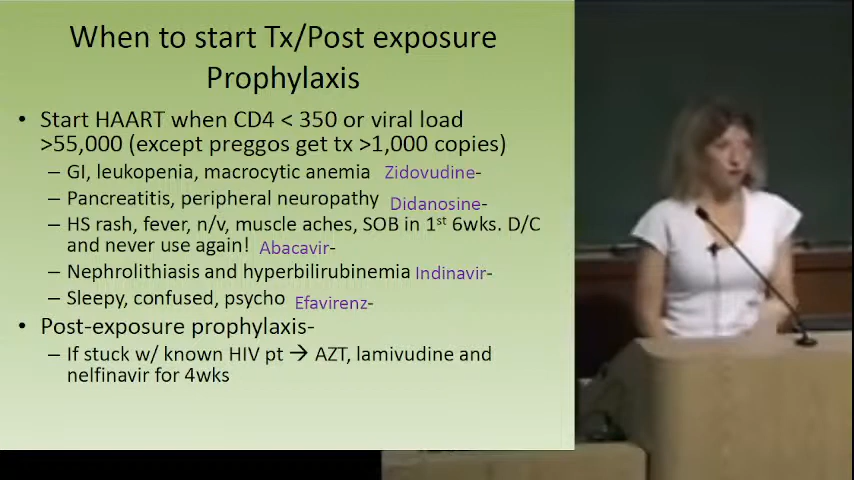 When to start Tx/Post exposure
Prophylaxis
• Start HAART when CD4 < 350 or viral load
>55,000 (except preggos get tx >1,000 copies)
– GI, leukopenia, macrocytic anemia Zidovudine-
– Pancreatitis, peripheral neuropathy Didanosine-
– HS rash, fever, n/v, muscle aches, SOB in 1st 6wks. D/C
and never use again! Abacavir-
– Nephrolithiasis and hyperbilirubinemia Indinavir-
– Sleepy, confused, psycho Efavirenz-
• Post-exposure prophylaxis-
– If stuck w/ known HIV pt → AZT, lamivudine and
nelfinavir for 4wks